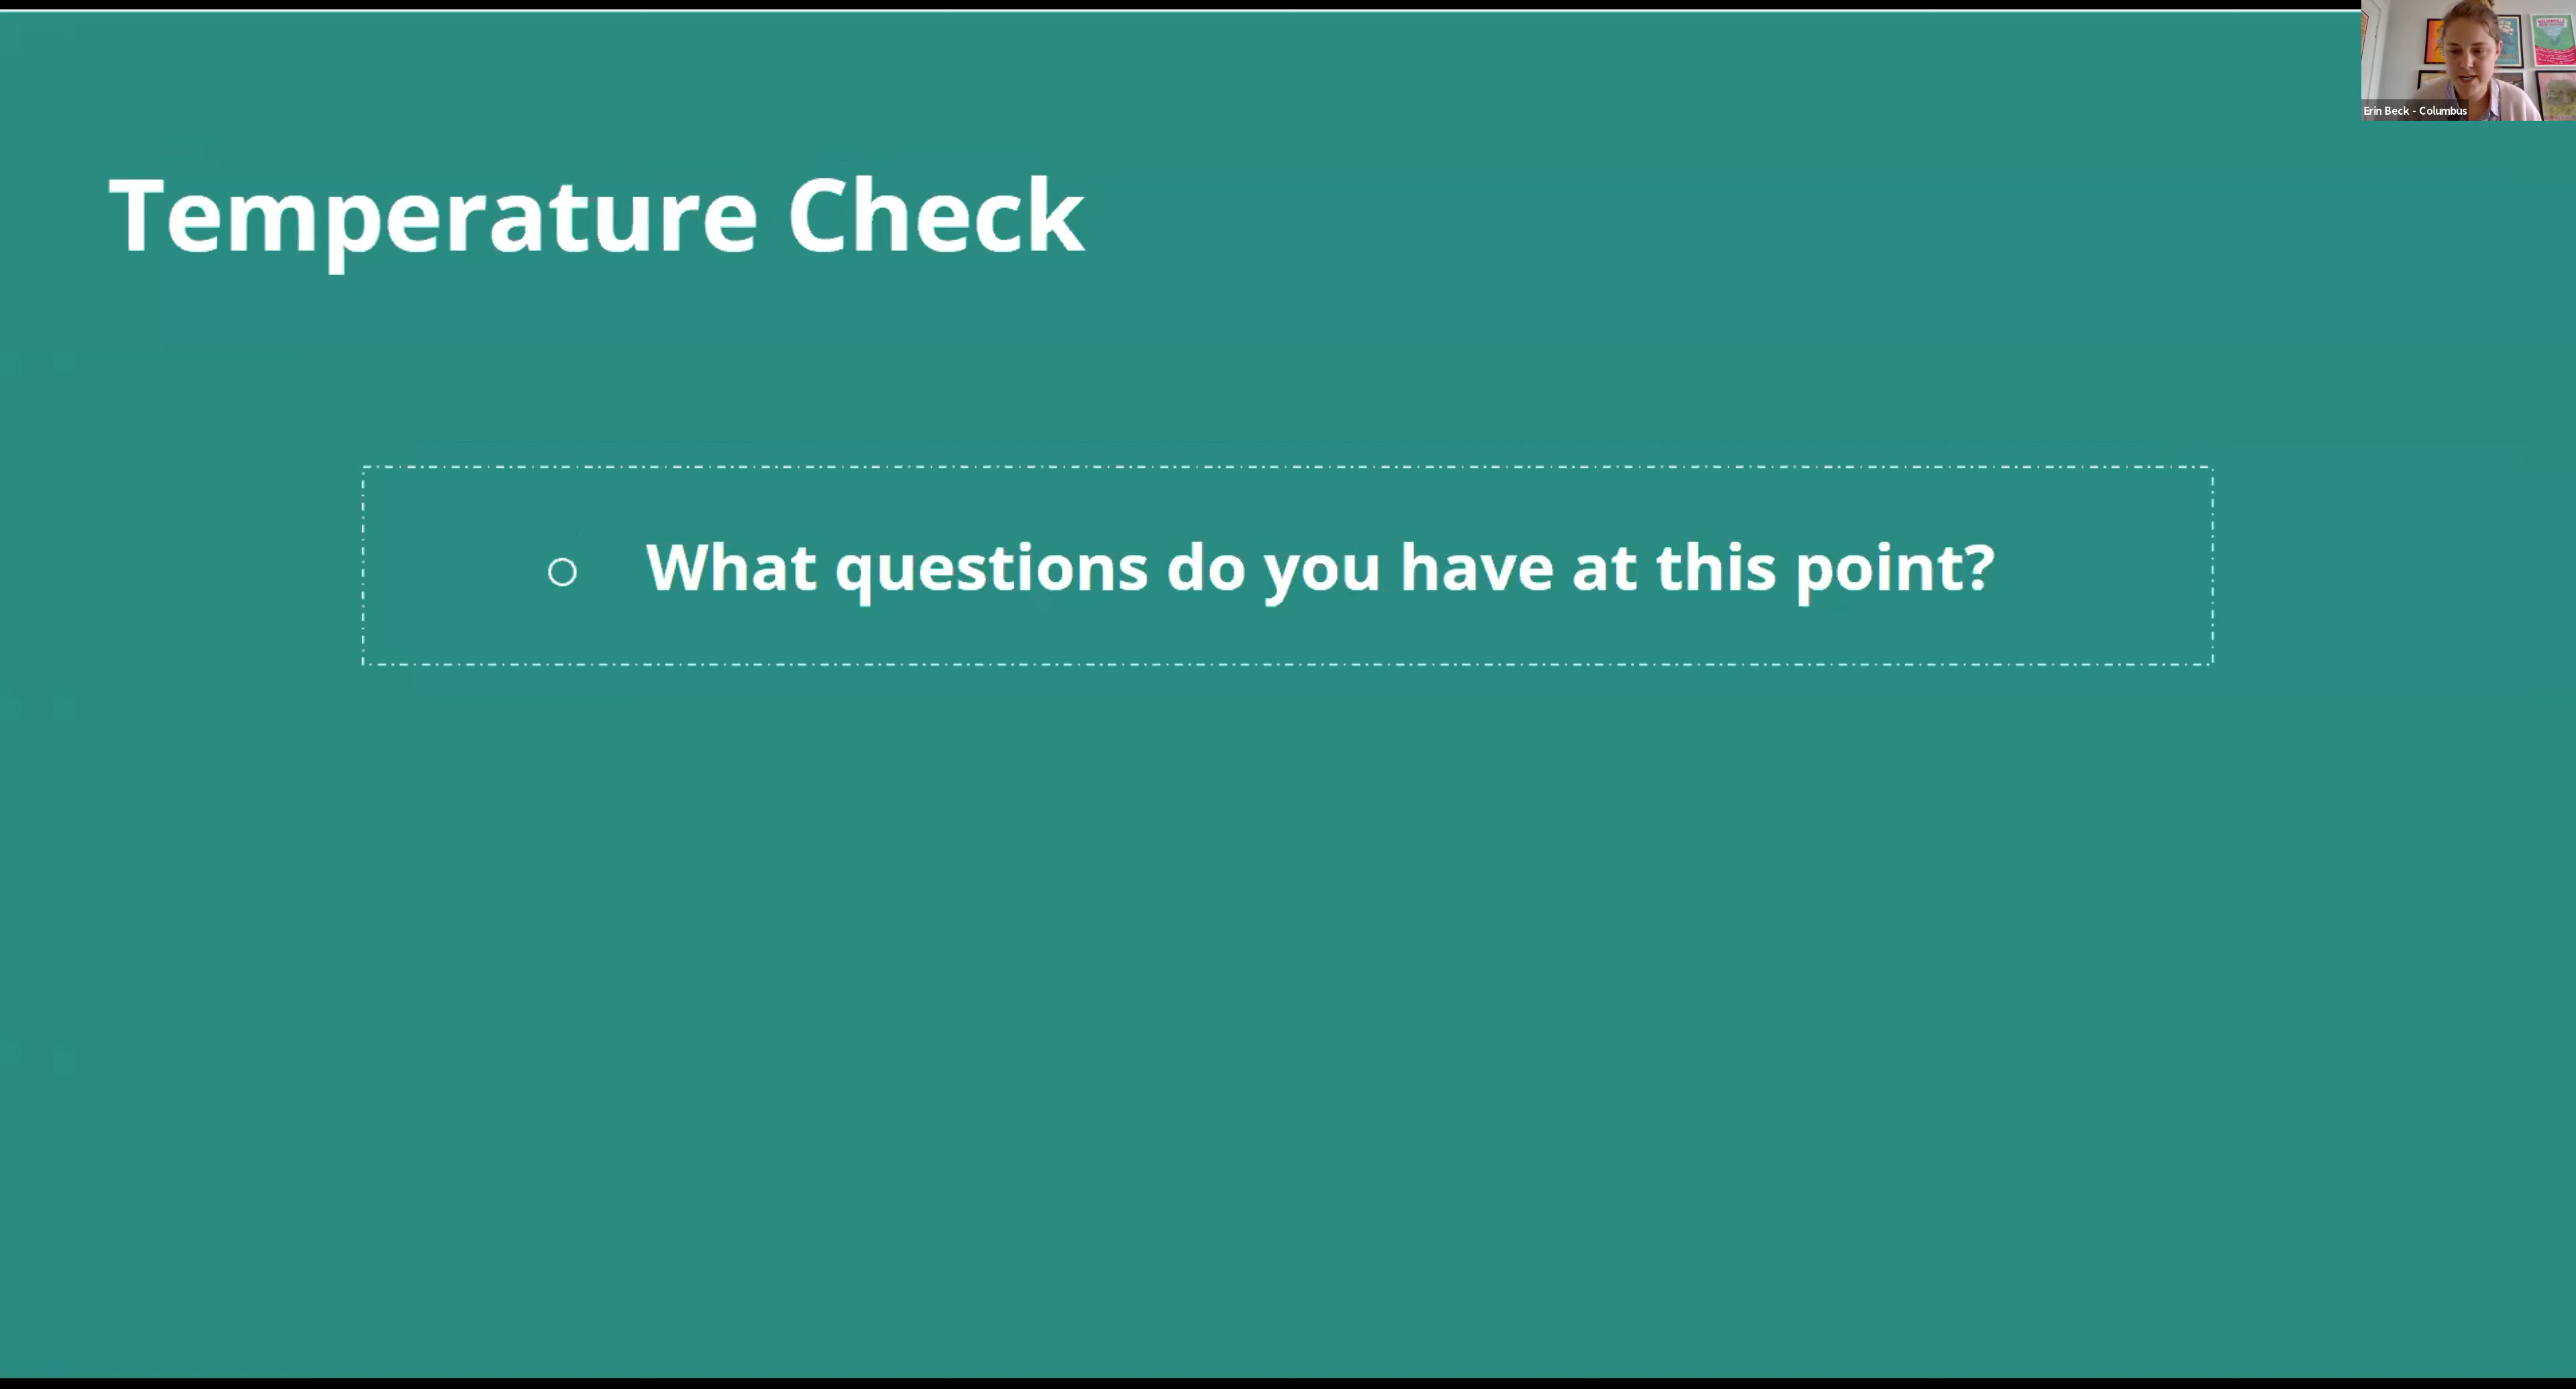 Erin Beck - Columbus
Temperature Check
What questions do you have at this point?